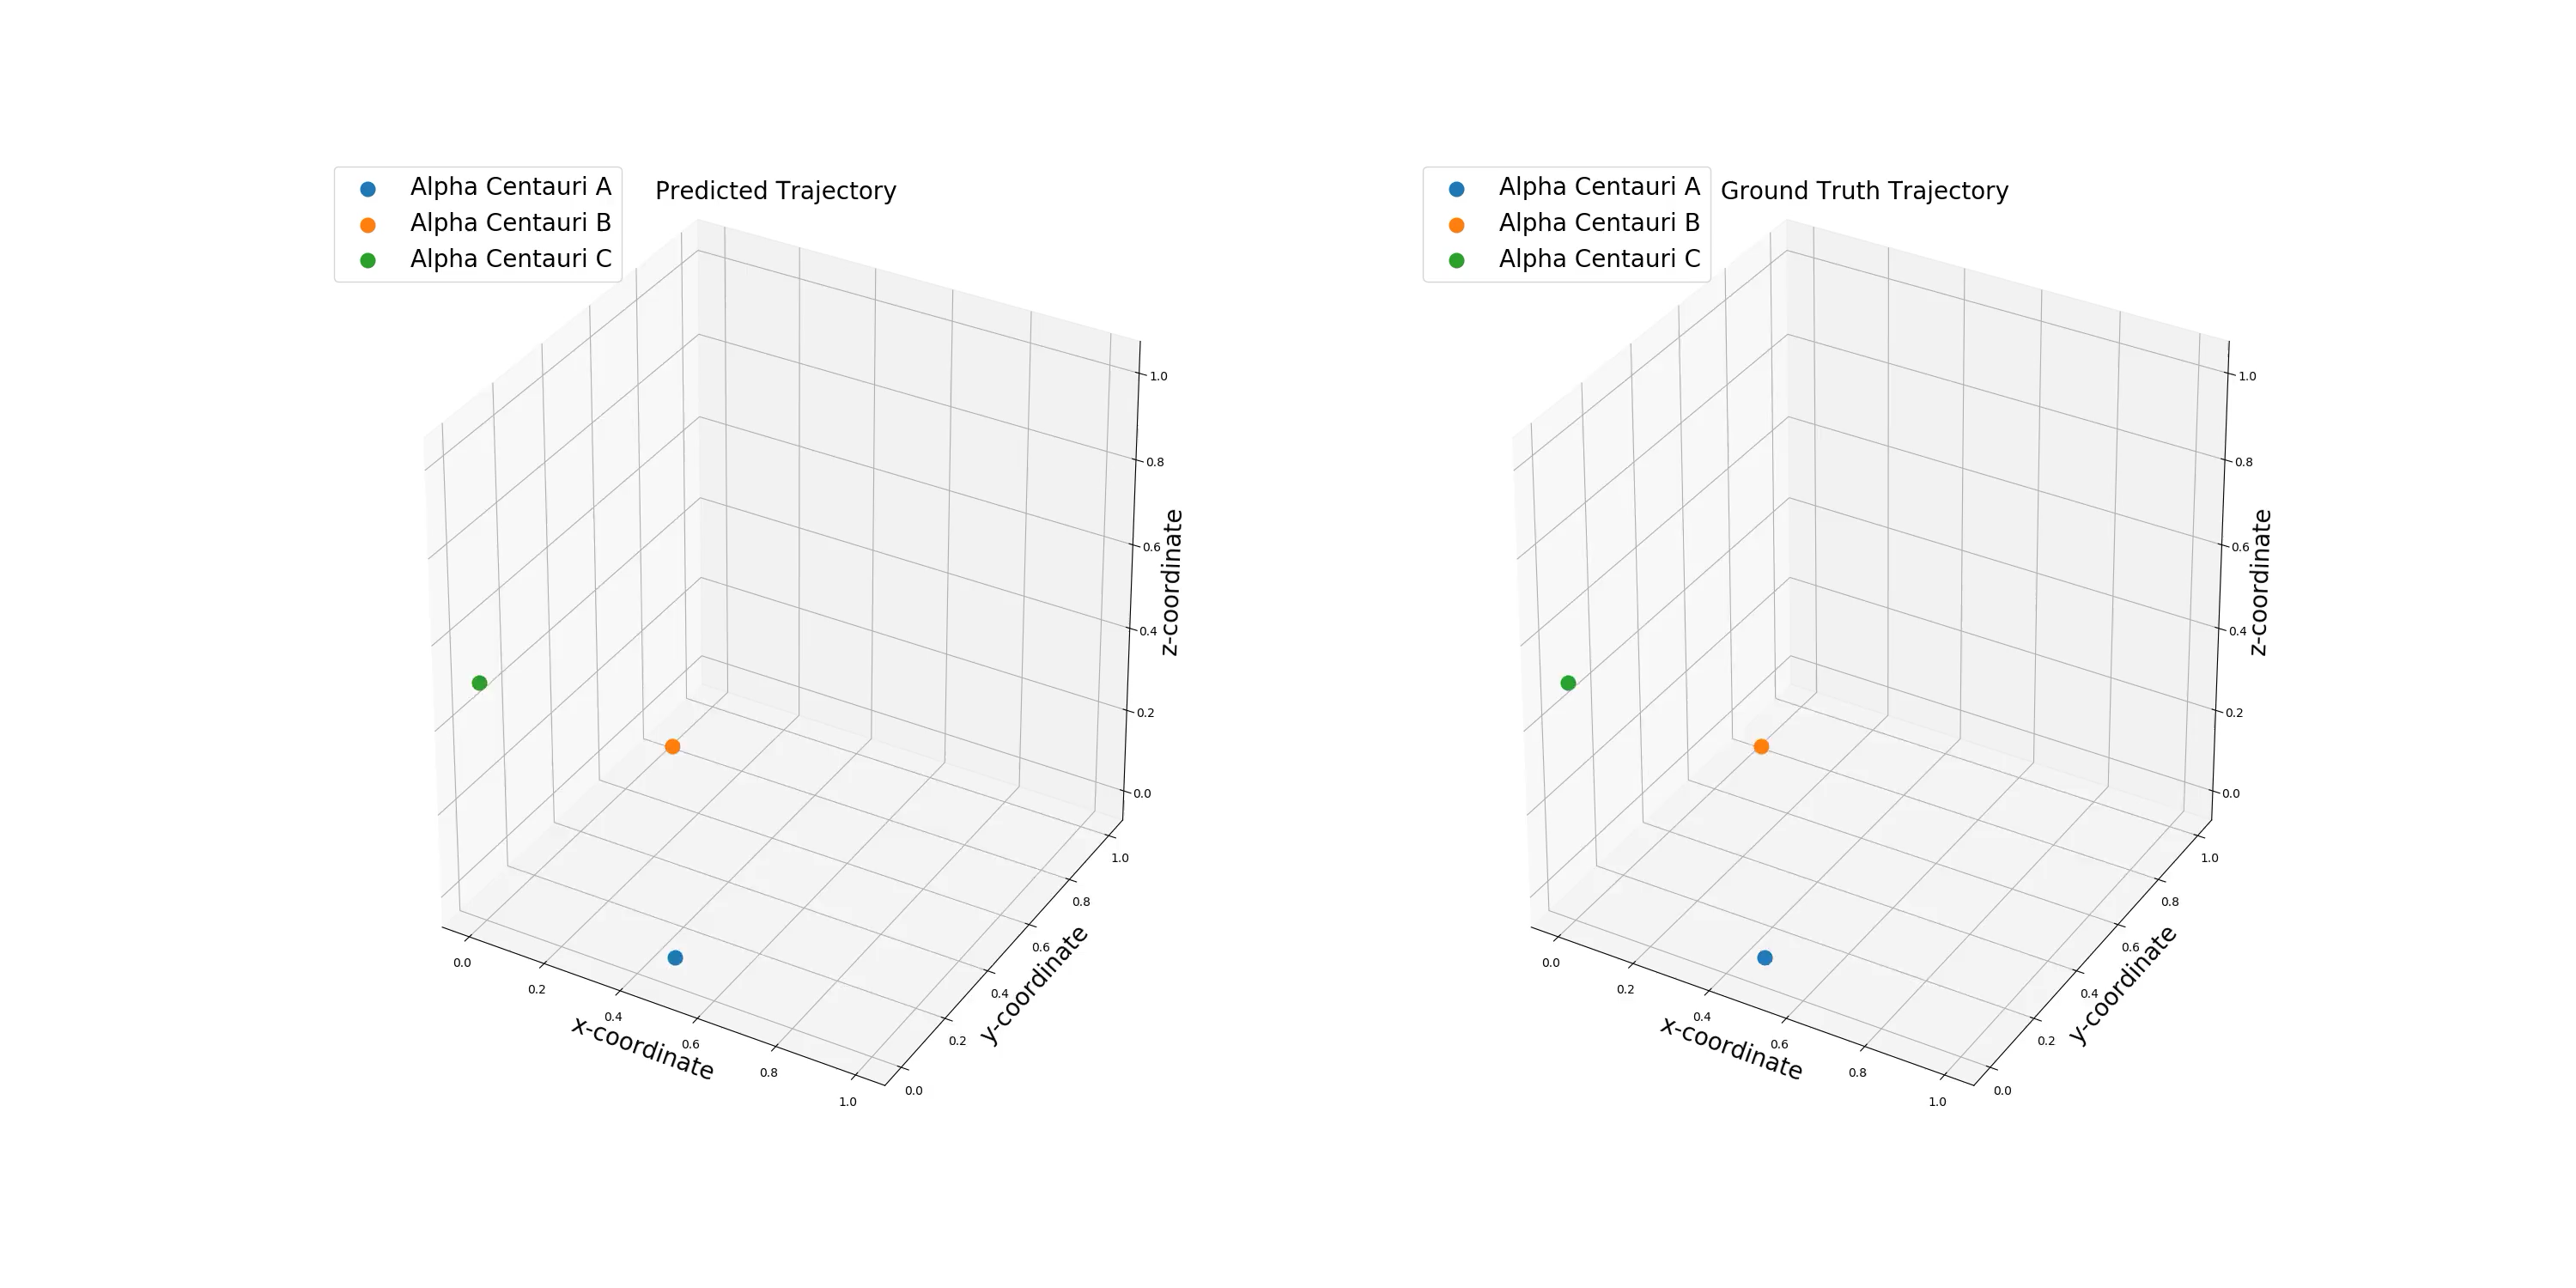 Predicted Trajectory
Alpha Centauri A
Alpha Centauri B
Alpha Centauri C
1.0
0.8
0.6
0.4
0.2
0.0
z-coordinate
1.0
0.8
0.6
0.4
0.2
0.0
y-coordinate
0.0
0.2
0.4
0.6
0.8
1.0
x-coordinate
Ground Truth Trajectory
Alpha Centauri A
Alpha Centauri B
Alpha Centauri C
1.0
0.8
0.6
0.4
0.2
0.0
z-coordinate
1.0
0.8
0.6
0.4
0.2
0.0
y-coordinate
0.0
0.2
0.4
0.6
0.8
1.0
x-coordinate